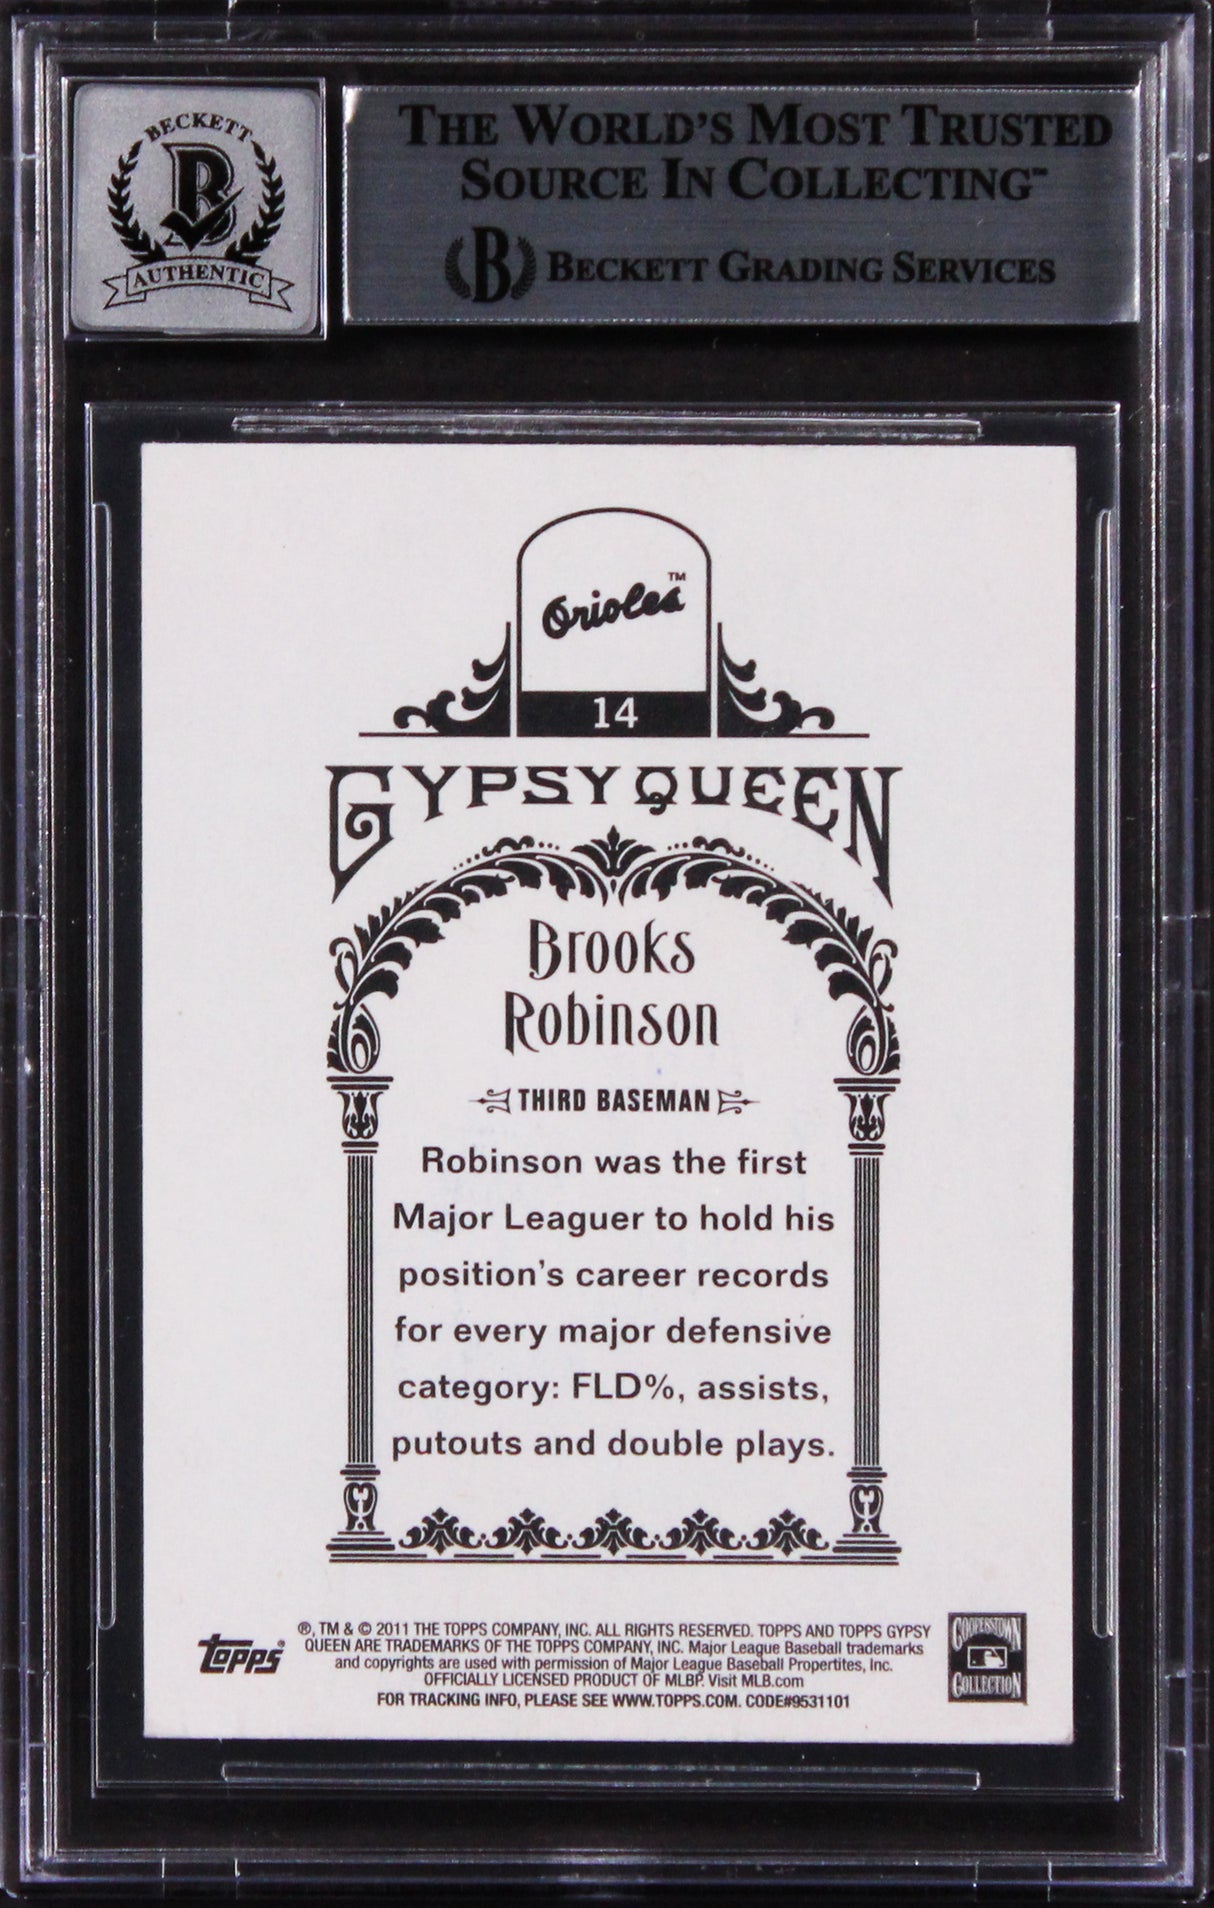 BECKETT
B
AUTHENTIC
THE WORLD'S MOST TRUSTED
SOURCE IN COLLECTING™
B BECKETT GRADING SERVICES
Orioles™
14
GYPSY QUEEN
Brooks
Robinson
THIRD BASEMAN
Robinson was the first
Major Leaguer to hold his
position's career records
for every major defensive
category: FLD%, assists,
putouts and double plays.
topps®
®, TM & © 2011 THE TOPPS COMPANY, INC. ALL RIGHTS RESERVED. TOPPS AND TOPPS GYPSY
QUEEN ARE TRADEMARKS OF THE TOPPS COMPANY, INC. Major League Baseball trademarks
and copyrights are used with permission of Major League Baseball Propertites, Inc.
OFFICIALLY LICENSED PRODUCT OF MLBP. Visit MLB.com
FOR TRACKING INFO, PLEASE SEE WWW.TOPPS.COM. CODE#9531101
COOPERSTOWN
COLLECTION